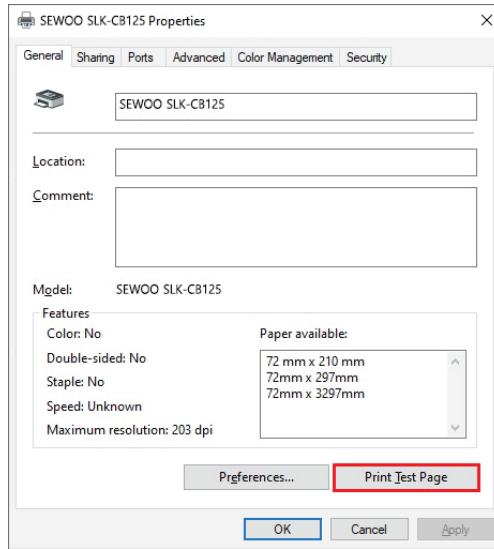 SEWOO SLK-CB125 Properties
General Sharing Ports Advanced Color Management Security
SEWOO SLK-CB125
Location:
Comment:
Model: SEWOO SLK-CB125
Features
Color: No
Double-sided: No
Staple: No
Speed: Unknown
Maximum resolution: 203 dpi
Paper available:
72 mm x 210 mm
72mm x 297mm
72mm x 3297mm
Preferences... Print Test Page
OK Cancel Apply